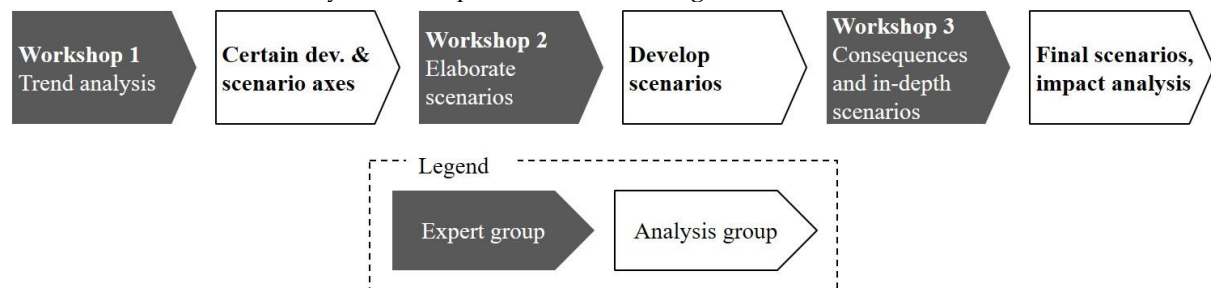 Workshop 1
Trend analysis
Certain dev. &
scenario axes
Workshop 2
Elaborate
scenarios
Develop
scenarios
Workshop 3
Consequences
and in-depth
scenarios
Final scenarios,
impact analysis
Legend
Expert group
Analysis group